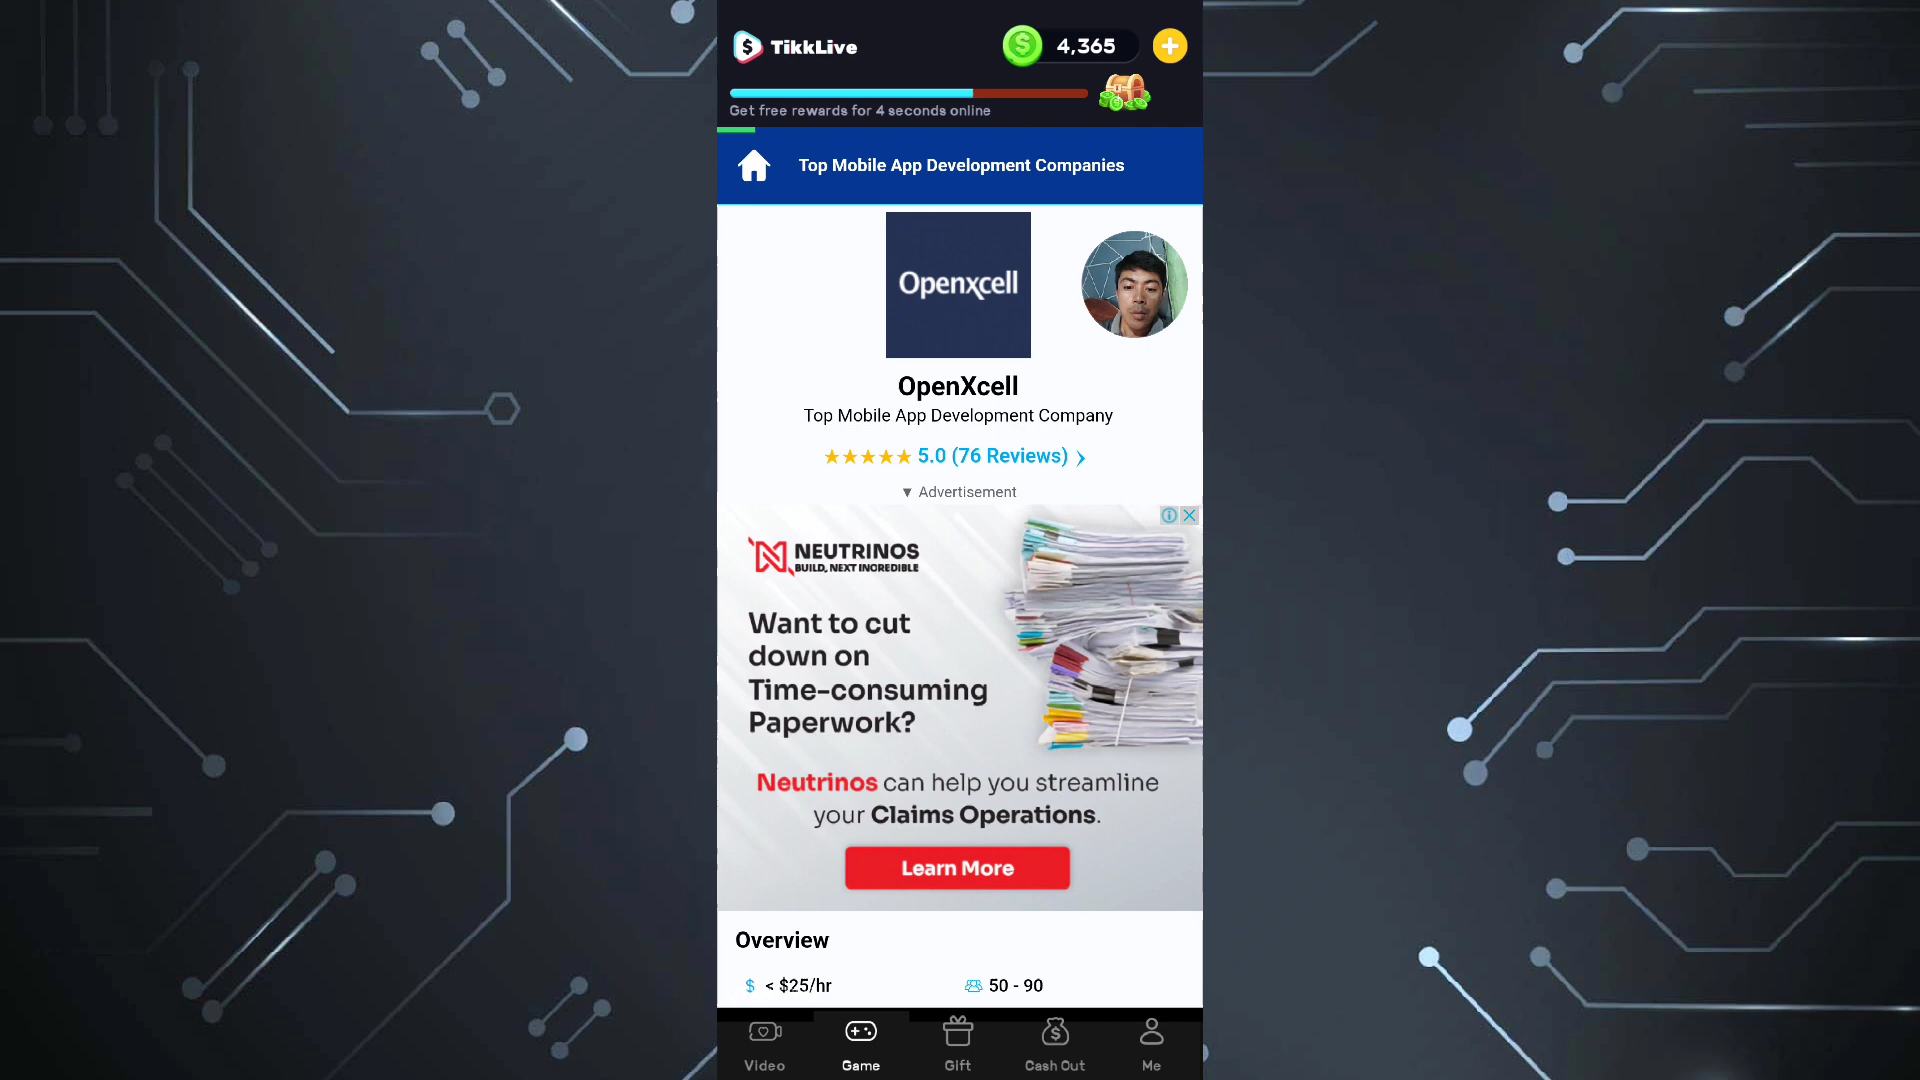 TikkLive
4,365
Get free rewards for 4 seconds online
Top Mobile App Development Companies
Openxcell
OpenXcell
Top Mobile App Development Company
5.0 (76 Reviews)
Advertisement
NEUTRINOS
BUILD, NEXT INCREDIBLE
Want to cut
down on
Time-consuming
Paperwork?
Neutrinos can help you streamline
your Claims Operations.
Learn More
Overview
$ < $25/hr 50 - 90
Video Game Gift Cash Out Me